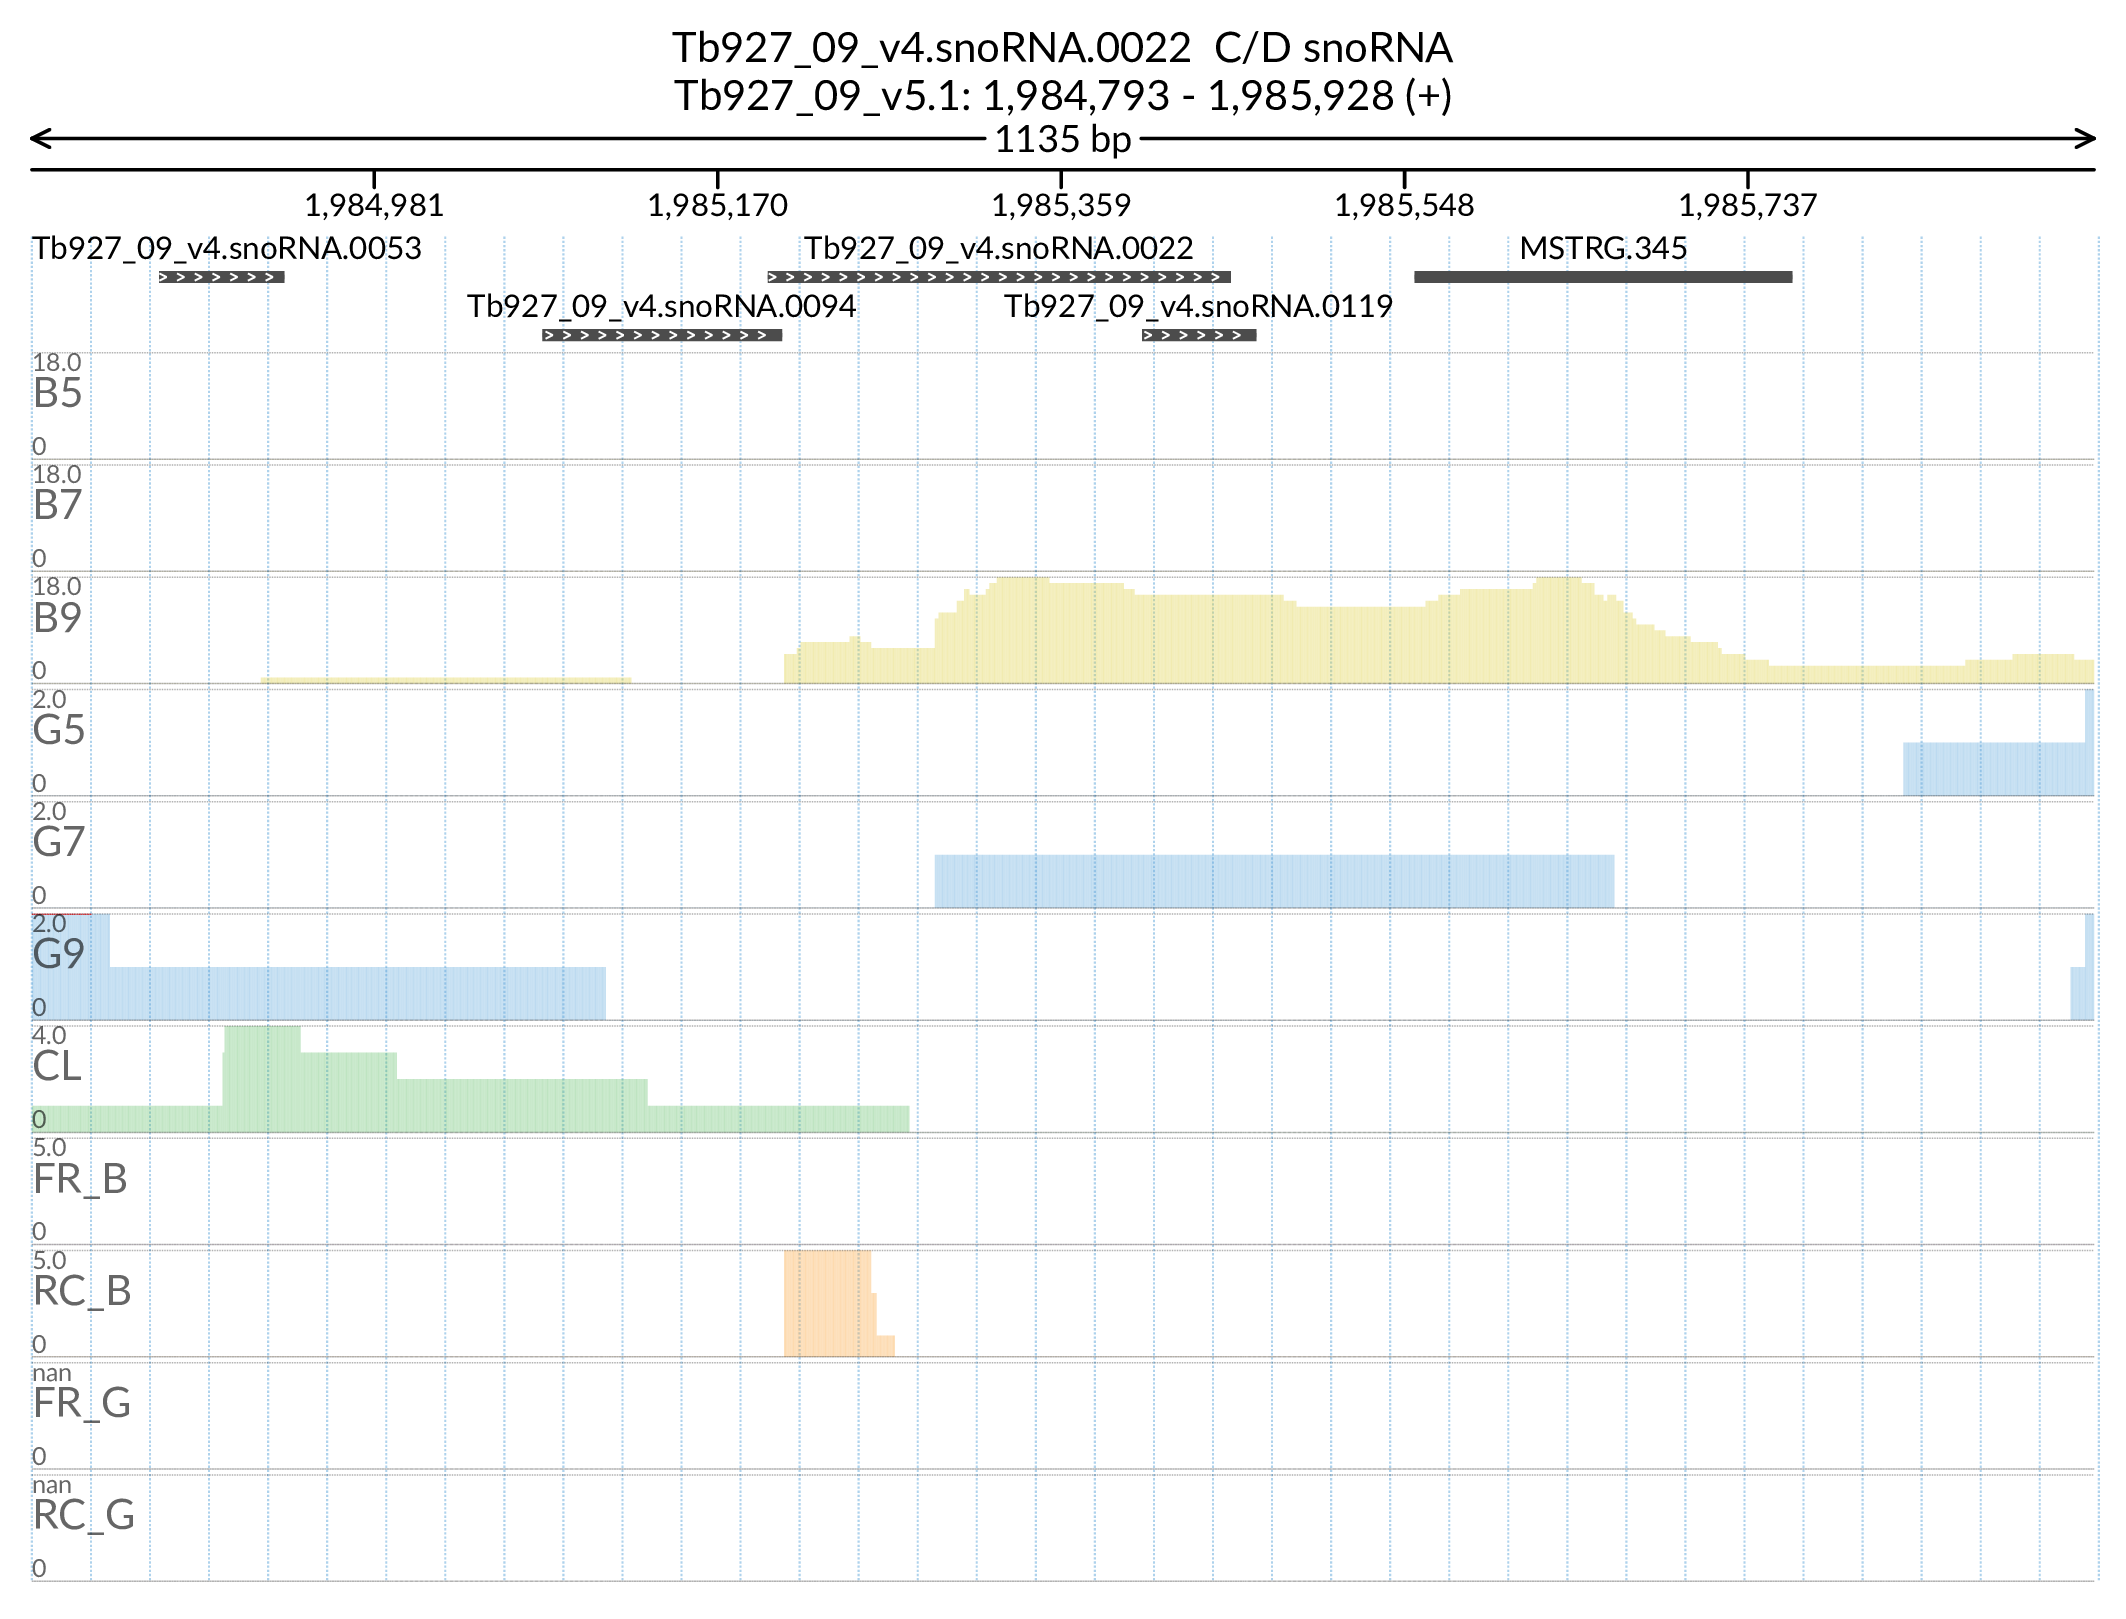 Tb927_09_v4.snoRNA.0022  C/D snoRNA
Tb927_09_v5.1: 1,984,793 - 1,985,928 (+)
1135 bp
1,984,981 1,985,170 1,985,359 1,985,548 1,985,737
Tb927_09_v4.snoRNA.0053 Tb927_09_v4.snoRNA.0022 MSTRG.345
Tb927_09_v4.snoRNA.0094 Tb927_09_v4.snoRNA.0119
18.0
B5
0
18.0
B7
0
18.0
B9
0
2.0
G5
0
2.0
G7
0
2.0
G9
0
4.0
CL
0
5.0
FR_B
0
5.0
RC_B
0
nan
FR_G
0
nan
RC_G
0